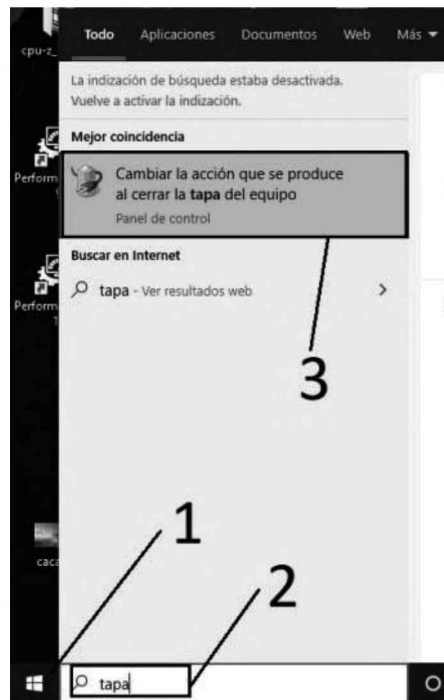 cpu-z_
Todo Aplicaciones Documentos Web Más
La indización de búsqueda estaba desactivada.
Vuelve a activar la indización.
Mejor coincidencia
Cambiar la acción que se produce
al cerrar la tapa del equipo
Panel de control
Perform
Buscar en Internet
tapa - Ver resultados web
Perform
3
1
2
caca
tapa